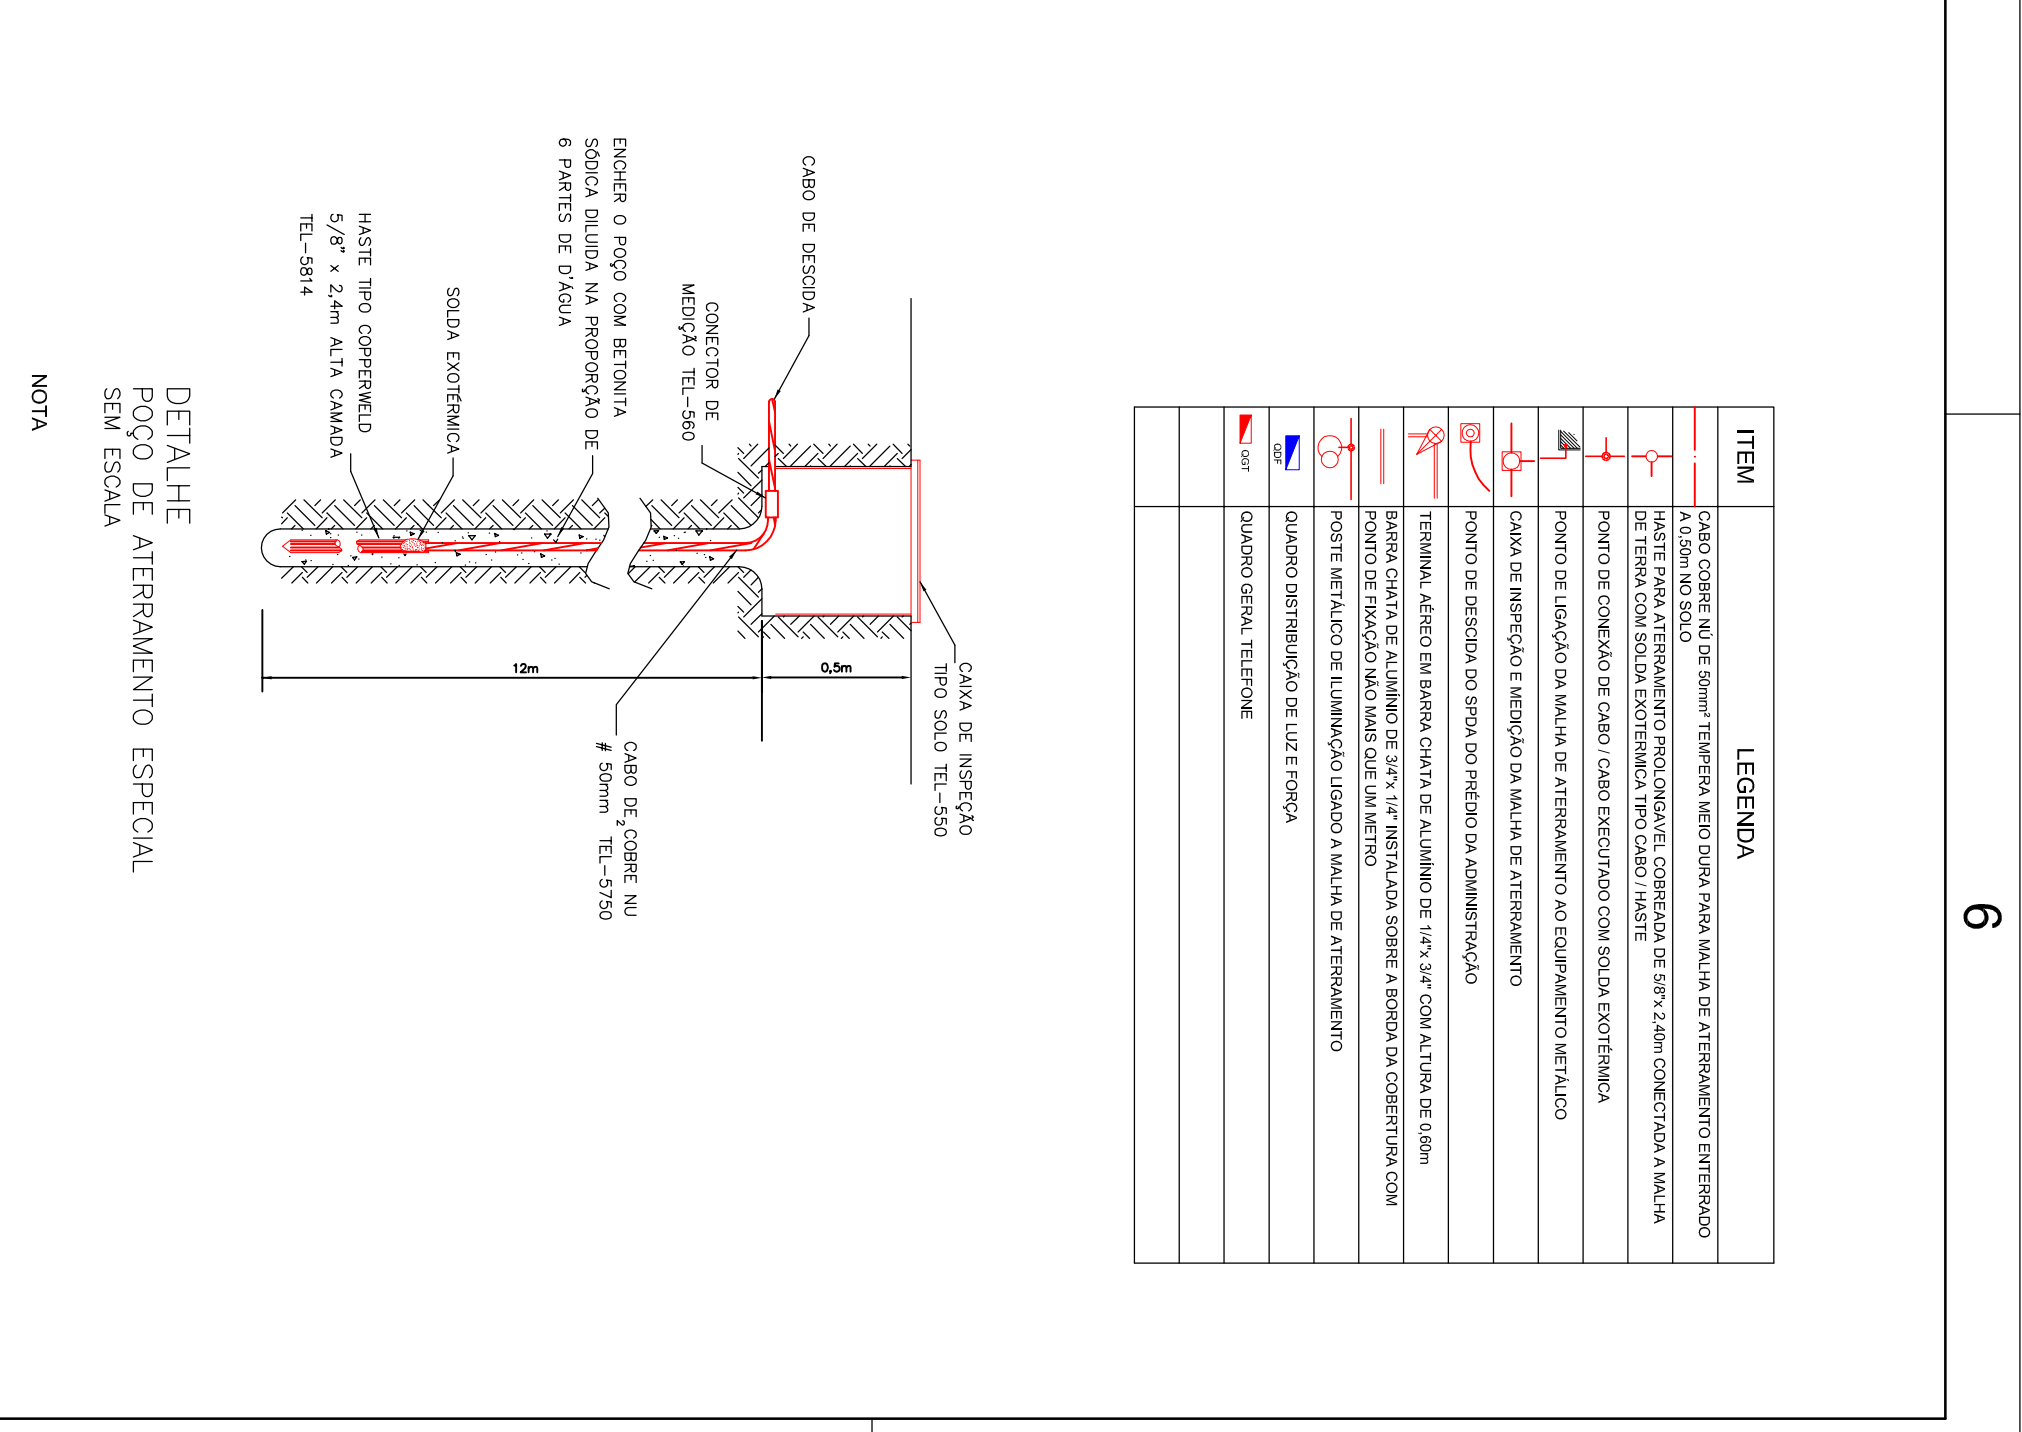 6
ITEM
LEGENDA
CABO COBRE NÚ DE 50mm² TEMPERA MEIO DURA PARA MALHA DE ATERRAMENTO ENTERRADO
A 0,50m NO SOLO
HASTE PARA ATERRAMENTO PROLONGAVEL COBREADA DE 5/8"x 2,40m CONECTADA A MALHA
DE TERRA COM SOLDA EXOTERMICA TIPO CABO / HASTE
PONTO DE CONEXÃO DE CABO / CABO EXECUTADO COM SOLDA EXOTÉRMICA
PONTO DE LIGAÇÃO DA MALHA DE ATERRAMENTO AO EQUIPAMENTO METÁLICO
CAIXA DE INSPEÇÃO E MEDIÇÃO DA MALHA DE ATERRAMENTO
PONTO DE DESCIDA DO SPDA DO PRÉDIO DA ADMINISTRAÇÃO
TERMINAL AÉREO EM BARRA CHATA DE ALUMÍNIO DE 1/4"x 3/4" COM ALTURA DE 0,60m
BARRA CHATA DE ALUMÍNIO DE 3/4"x 1/4" INSTALADA SOBRE A BORDA DA COBERTURA COM
PONTO DE FIXAÇÃO NÃO MAIS QUE UM METRO
POSTE METÁLICO DE ILUMINAÇÃO LIGADO A MALHA DE ATERRAMENTO
QDF
QUADRO DISTRIBUIÇÃO DE LUZ E FORÇA
QGT
QUADRO GERAL TELEFONE
CAIXA DE INSPEÇÃO
TIPO SOLO TEL-550
0,5m
CABO DE DESCIDA
CONECTOR DE
MEDIÇÃO TEL-560
ENCHER O POÇO COM BETONITA
SÓDICA DILUIDA NA PROPORÇÃO DE
6 PARTES DE D'ÁGUA
CABO DE COBRE NU
# 50mm² TEL-5750
12m
SOLDA EXOTÉRMICA
HASTE TIPO COPPERWELD
5/8" x 2,4m ALTA CAMADA
TEL-5814
DETALHE
POÇO DE ATERRAMENTO ESPECIAL
SEM ESCALA
NOTA